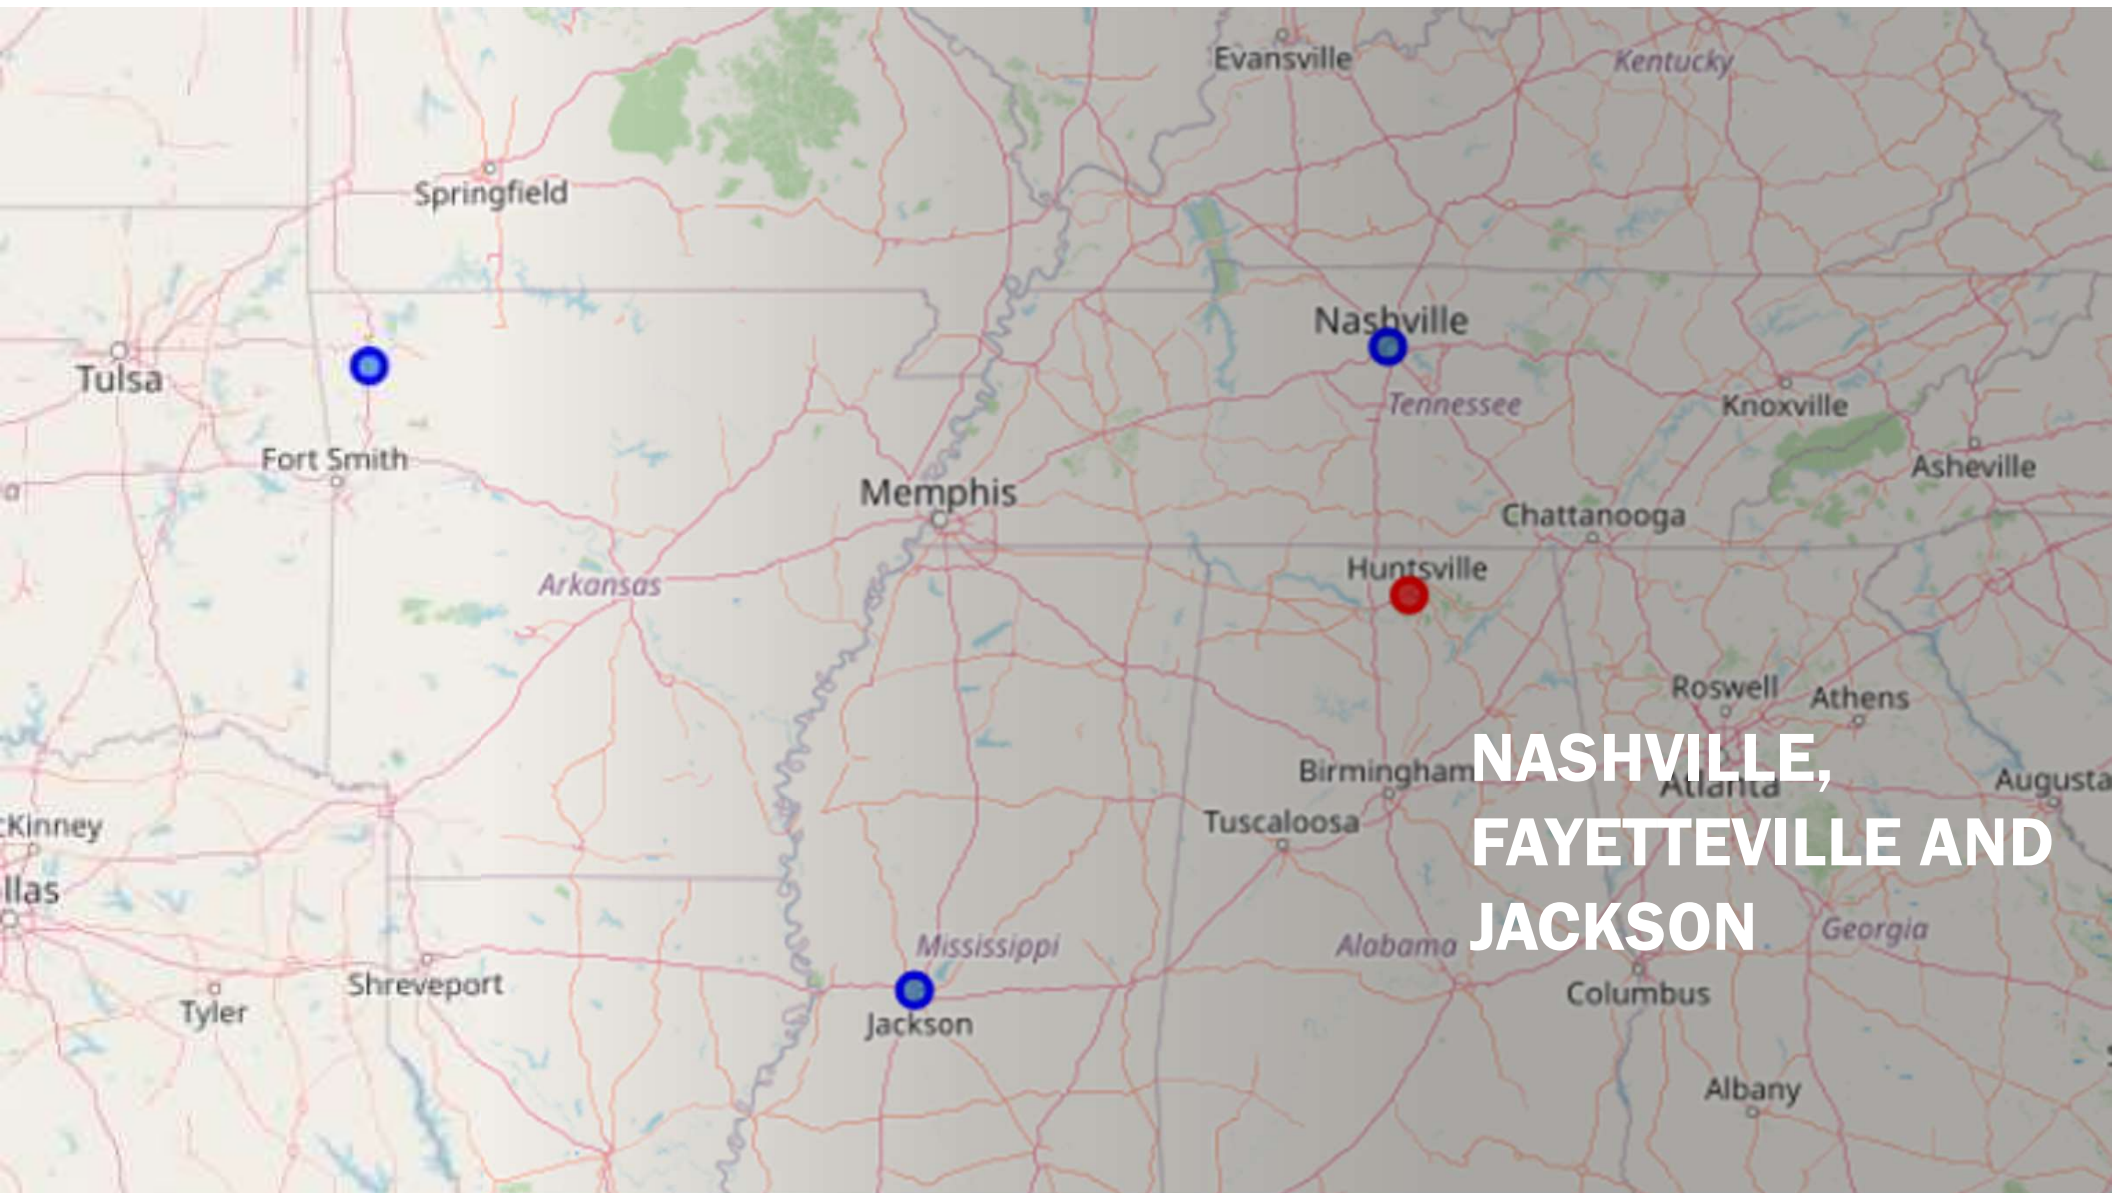 Evansville
Kentucky
Springfield
Nashville
Tulsa
Tennessee
Knoxville
Fort Smith
Asheville
a
Memphis
Chattanooga
Huntsville
Arkansas
Roswell
Athens
NASHVILLE,
Birmingham
Atlanta
Augusta
cKinney
Tuscaloosa
FAYETTEVILLE AND
llas
JACKSON
Mississippi
Alabama
Georgia
Shreveport
Columbus
Tyler
Jackson
Albany